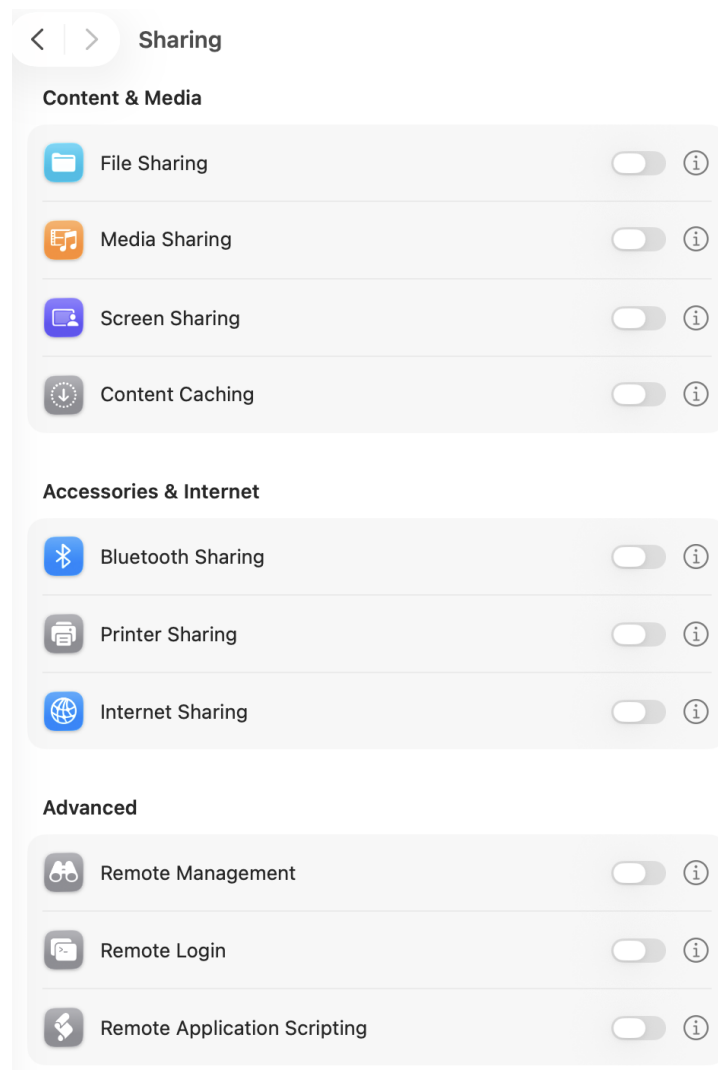 Sharing
Content & Media
File Sharing
Media Sharing
Screen Sharing
Content Caching
Accessories & Internet
Bluetooth Sharing
Printer Sharing
Internet Sharing
Advanced
Remote Management
Remote Login
Remote Application Scripting